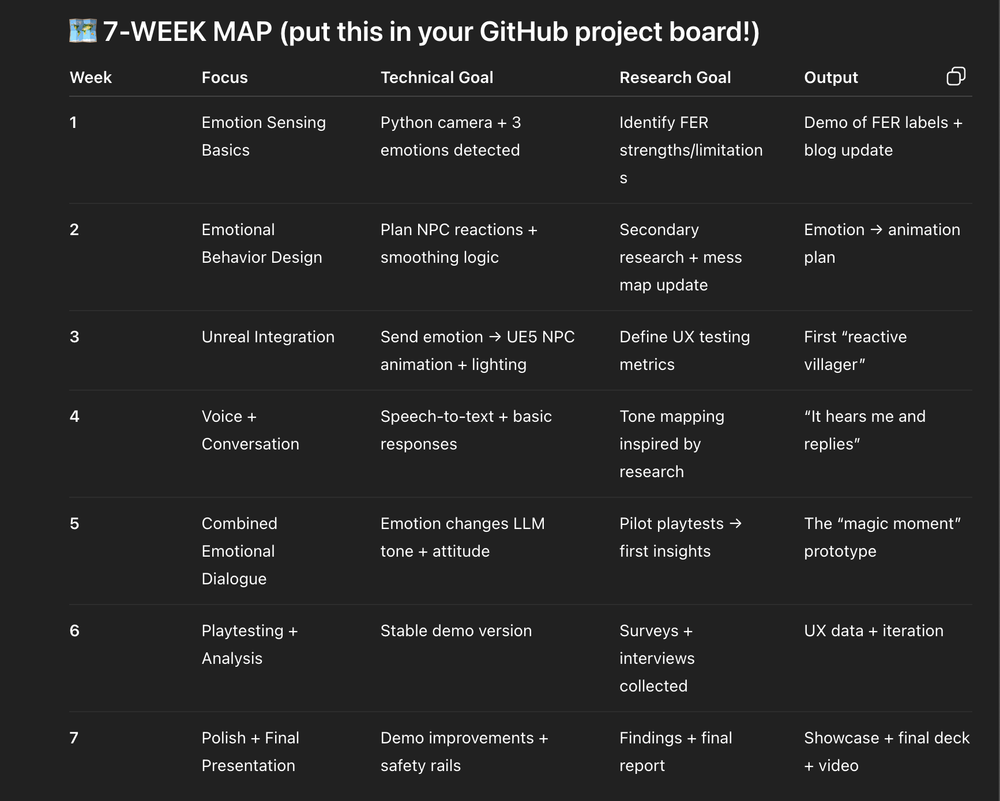 🗺️ 7-WEEK MAP (put this in your GitHub project board!)
Week Focus Technical Goal Research Goal Output
1 Emotion Sensing Python camera + 3 Identify FER Demo of FER labels +
Basics emotions detected strengths/limitation blog update
s
2 Emotional Plan NPC reactions + Secondary Emotion → animation
Behavior Design smoothing logic research + mess plan
map update
3 Unreal Integration Send emotion → UE5 NPC Define UX testing First “reactive
animation + lighting metrics villager”
4 Voice + Speech-to-text + basic Tone mapping “It hears me and
Conversation responses inspired by replies”
research
5 Combined Emotion changes LLM Pilot playtests → The “magic moment”
Emotional tone + attitude first insights prototype
Dialogue
6 Playtesting + Stable demo version Surveys + UX data + iteration
Analysis interviews
collected
7 Polish + Final Demo improvements + Findings + final Showcase + final deck
Presentation safety rails report + video